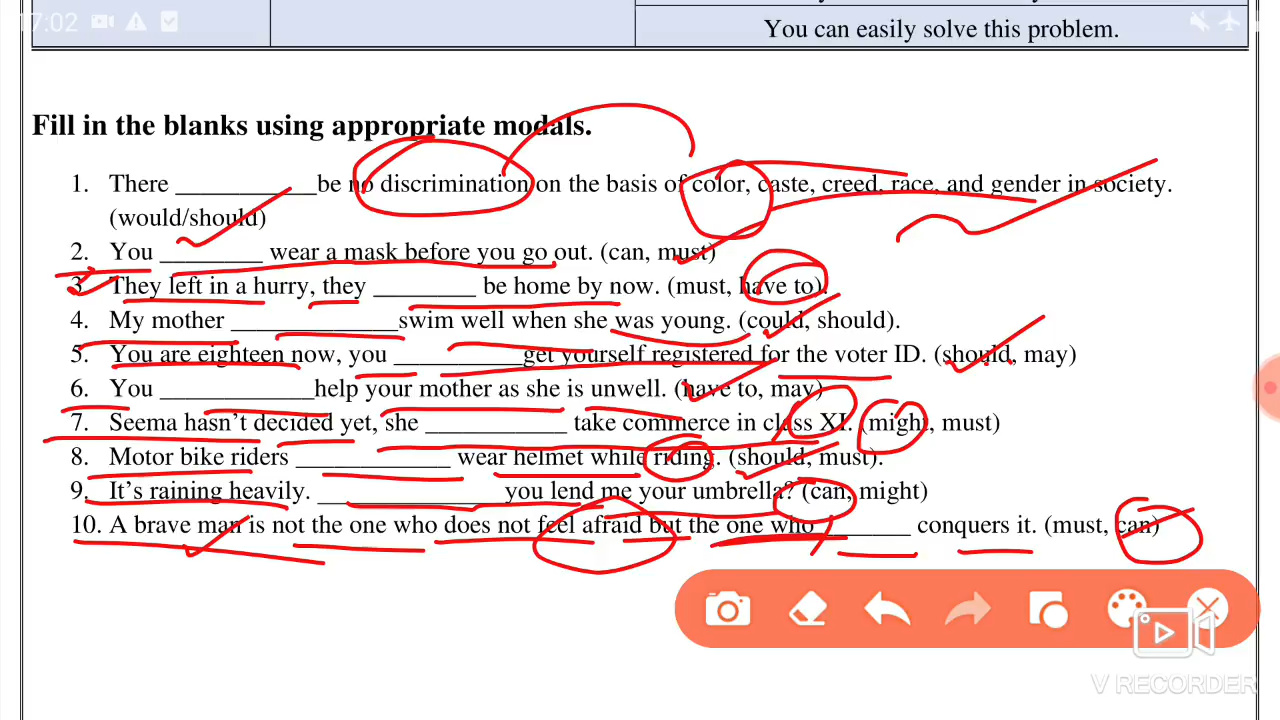 17:02
You can easily solve this problem.
Fill in the blanks using appropriate modals.
1. There ___________be no discrimination on the basis of color, caste, creed, race, and gender in society.
(would/should)
2. You ________ wear a mask before you go out. (can, must)
3. They left in a hurry, they ________ be home by now. (must, have to).
4. My mother _____________swim well when she was young. (could, should).
5. You are eighteen now, you __________get yourself registered for the voter ID. (should, may)
6. You ____________help your mother as she is unwell. (have to, may)
7. Seema hasn't decided yet, she ___________ take commerce in class XI. (might, must)
8. Motor bike riders ____________ wear helmet while riding. (should, must).
9. It's raining heavily. ______________you lend me your umbrella? (can, might)
10. A brave man is not the one who does not feel afraid but the one who _______ conquers it. (must, can)
V RECORDER